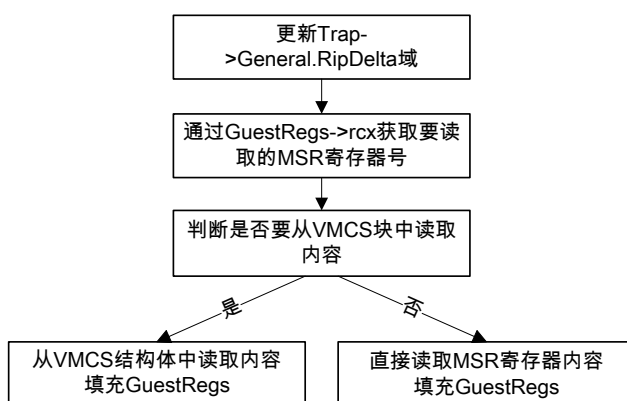 更新Trap-
>General.RipDelta域
通过GuestRegs->rcx获取要读
取的MSR寄存器号
判断是否要从VMCS块中读取
内容
是
否
从VMCS结构体中读取内容
填充GuestRegs
直接读取MSR寄存器内容
填充GuestRegs